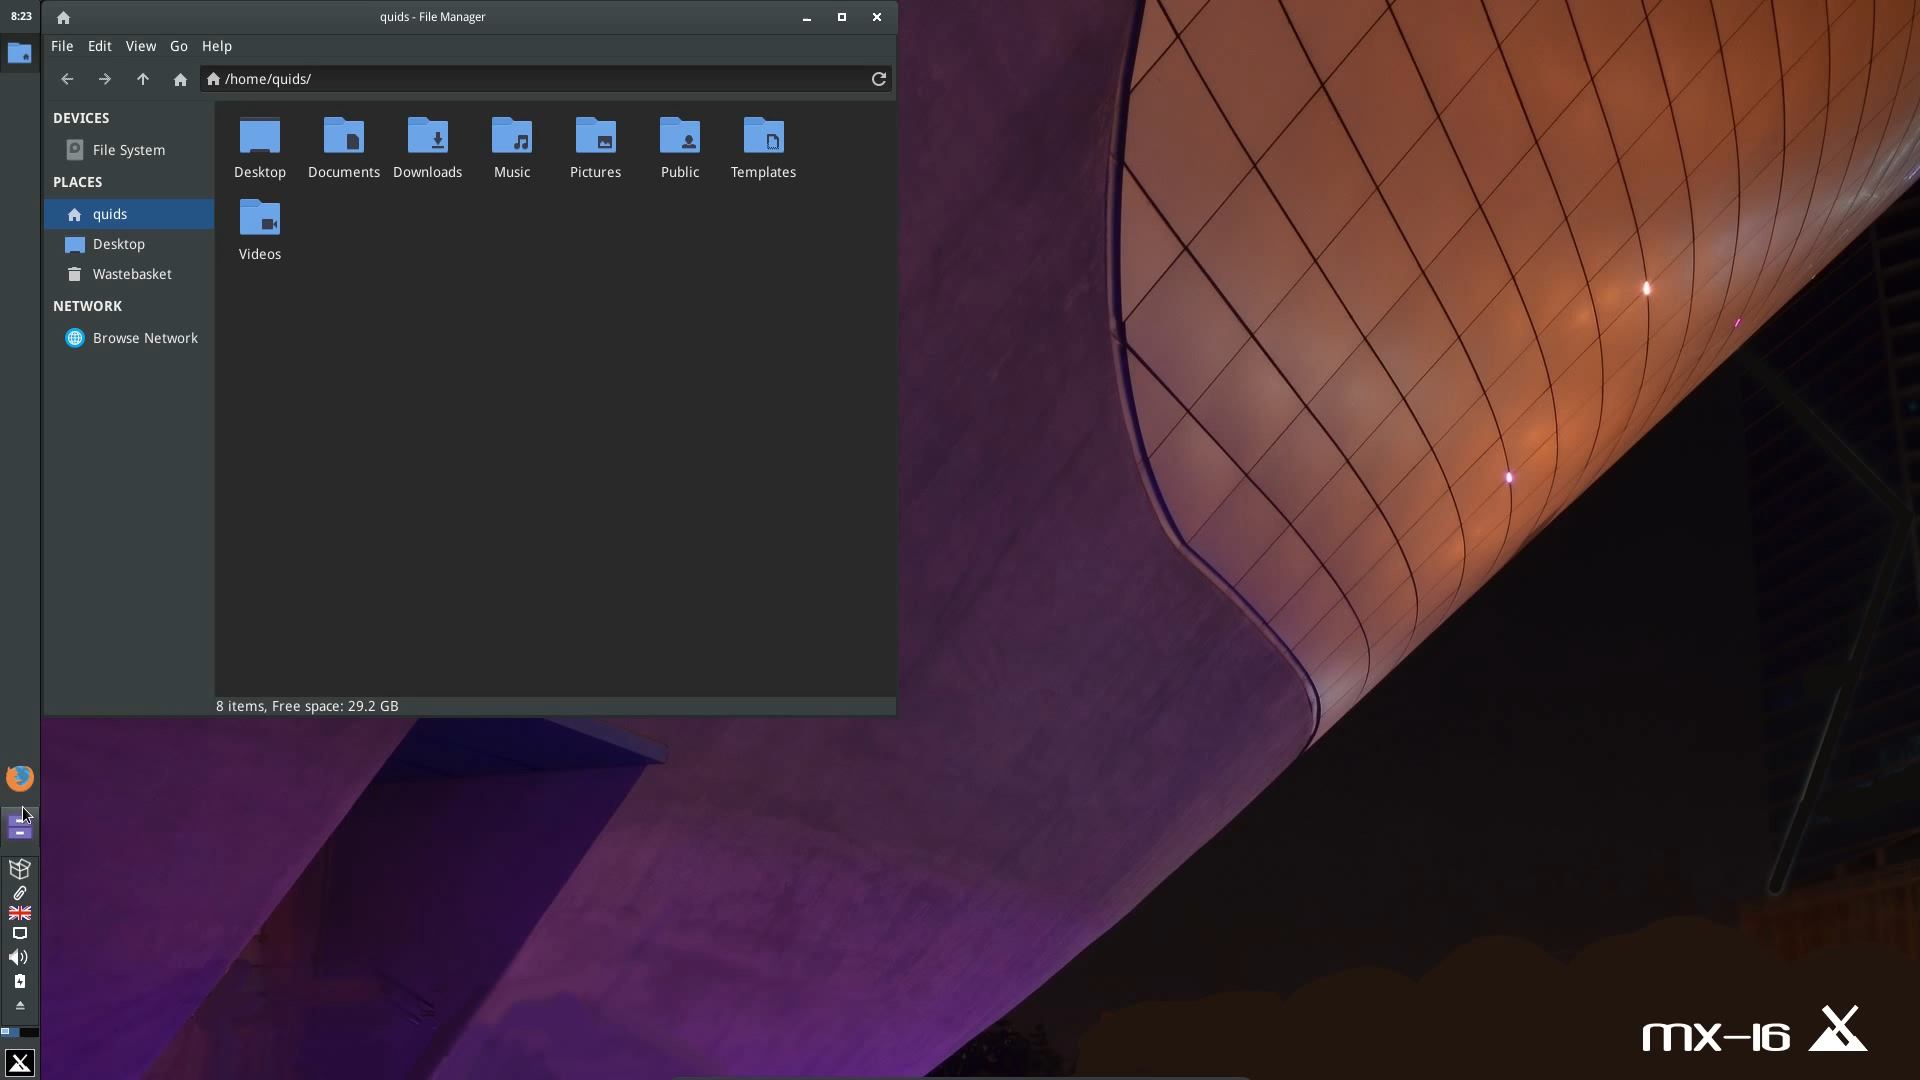 8:23
quids - File Manager
File Edit View Go Help
/home/quids/
DEVICES
File System
PLACES
quids
Desktop
Wastebasket
NETWORK
Browse Network
Desktop Documents Downloads Music Pictures Public Templates
Videos
8 items, Free space: 29.2 GB
mx-16